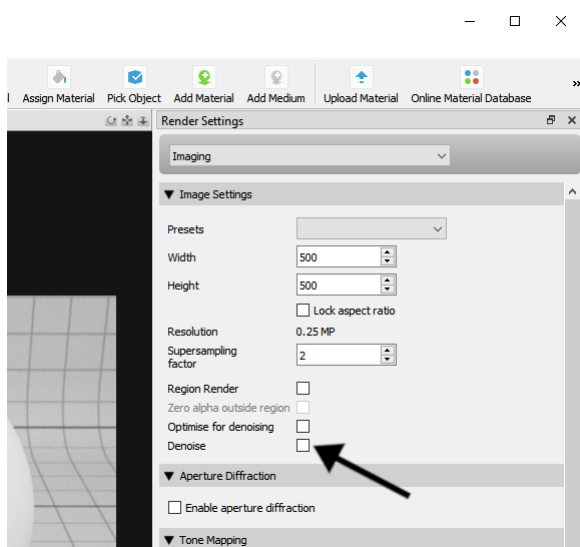 Assign Material Pick Object Add Material Add Medium Upload Material Online Material Database »
Render Settings
Imaging
Image Settings
Presets
Width 500
Height 500
Lock aspect ratio
Resolution 0.25 MP
Supersampling
factor 2
Region Render
Zero alpha outside region
Optimise for denoising
Denoise
Aperture Diffraction
Enable aperture diffraction
Tone Mapping